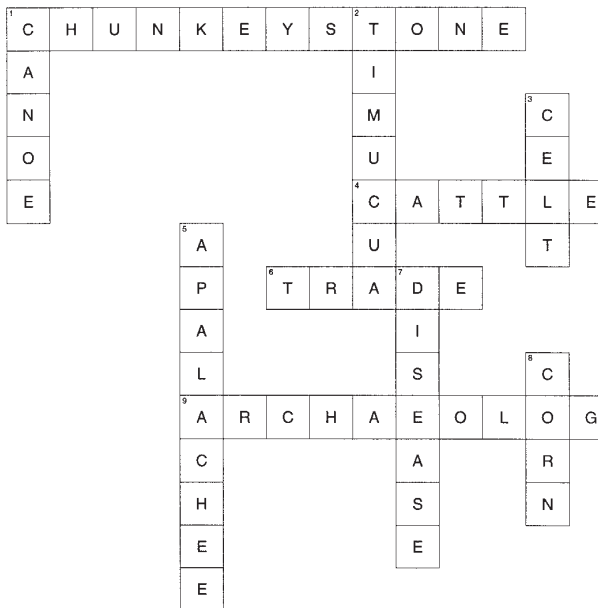 1 C H U N K E Y S 2 T O N E
A I
N M 3 C
O U E
E 4 C A T T L E
5 A U T
P 6 T R A 7 D E
A I
L S 8 C
9 A R C H A E O L O G
C A R
H S N
E E
E